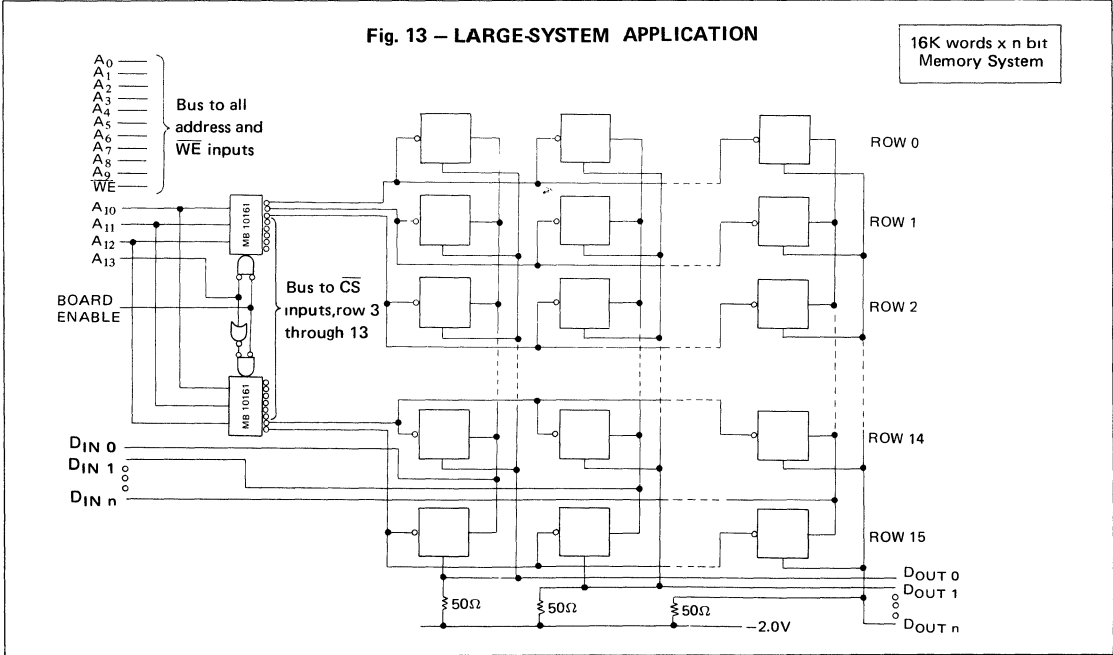 Fig. 13 – LARGE-SYSTEM APPLICATION
16K words x n bit
Memory System
A0
A1
A2
A3
A4
A5
A6
A7
A8
A9
W̅E̅
Bus to all
address and
W̅E̅ inputs
A10
A11
A12
A13
BOARD
ENABLE
MB 10161
MB 10161
Bus to C̅S̅
inputs,row 3
through 13
ROW 0
ROW 1
ROW 2
ROW 14
ROW 15
DIN 0
DIN 1
DIN n
DOUT 0
DOUT 1
DOUT n
50Ω
50Ω
50Ω
–2.0V